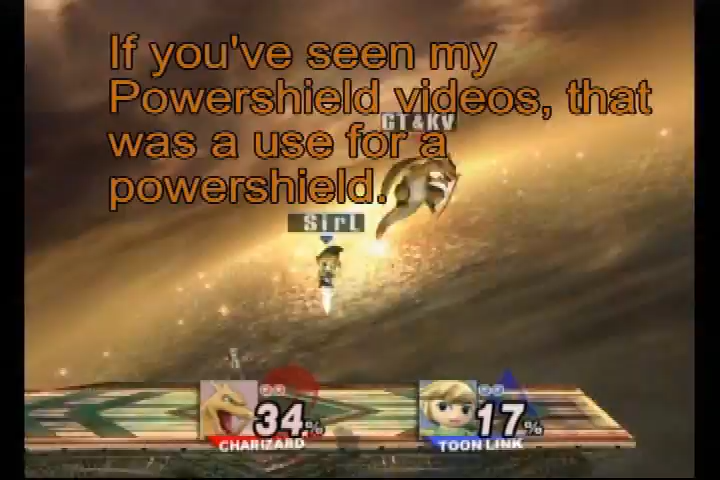 If you've seen my
Powershield videos, that
GT&KV
was a use for a
powershield.
SirL
34.%
17%
CHARIZARD
TOON LINK